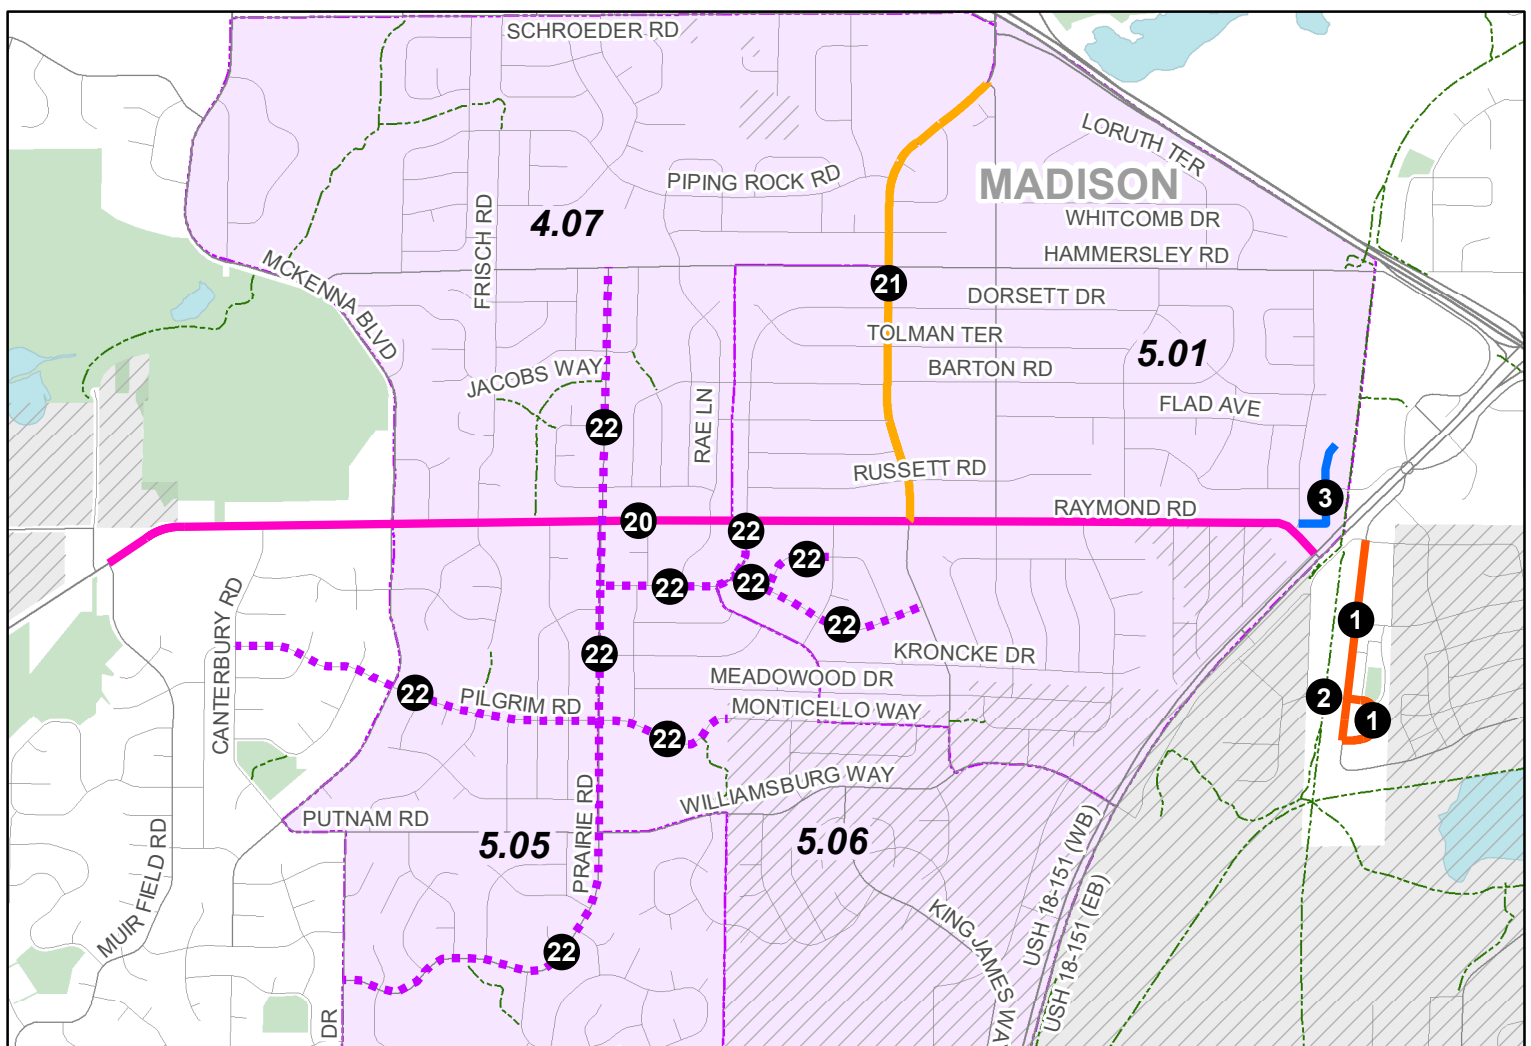 SCHROEDER RD
LORUTH TER
PIPING ROCK RD
MADISON
FRISCH RD
4.07
WHITCOMB DR
HAMMERSLEY RD
MCKENNA BLVD
21
DORSETT DR
TOLMAN TER
5.01
BARTON RD
JACOBS WAY
FLAD AVE
RAE LN
22
RUSSETT RD
3
RAYMOND RD
20
22
22
22
22
22
1
CANTERBURY RD
22
KRONCKE DR
MEADOWOOD DR
22
PILGRIM RD
2
MONTICELLO WAY
1
22
WILLIAMSBURG WAY
PUTNAM RD
PRAIRIE RD
5.05
5.06
MUIR FIELD RD
USH 18-151 (WB)
USH 18-151 (EB)
KING JAMES WA
22
DR